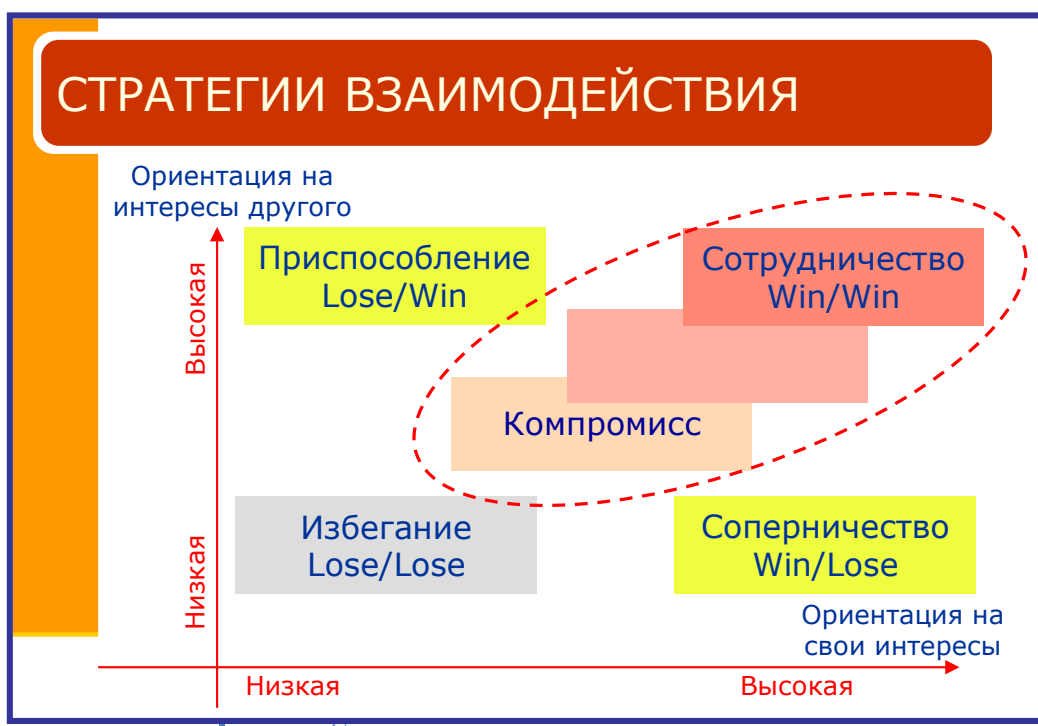 СТРАТЕГИИ ВЗАИМОДЕЙСТВИЯ
Ориентация на
интересы другого
Высокая
Приспособление
Lose/Win
Сотрудничество
Win/Win
Компромисс
Низкая
Избегание
Lose/Lose
Соперничество
Win/Lose
Ориентация на
свои интересы
Низкая
Высокая